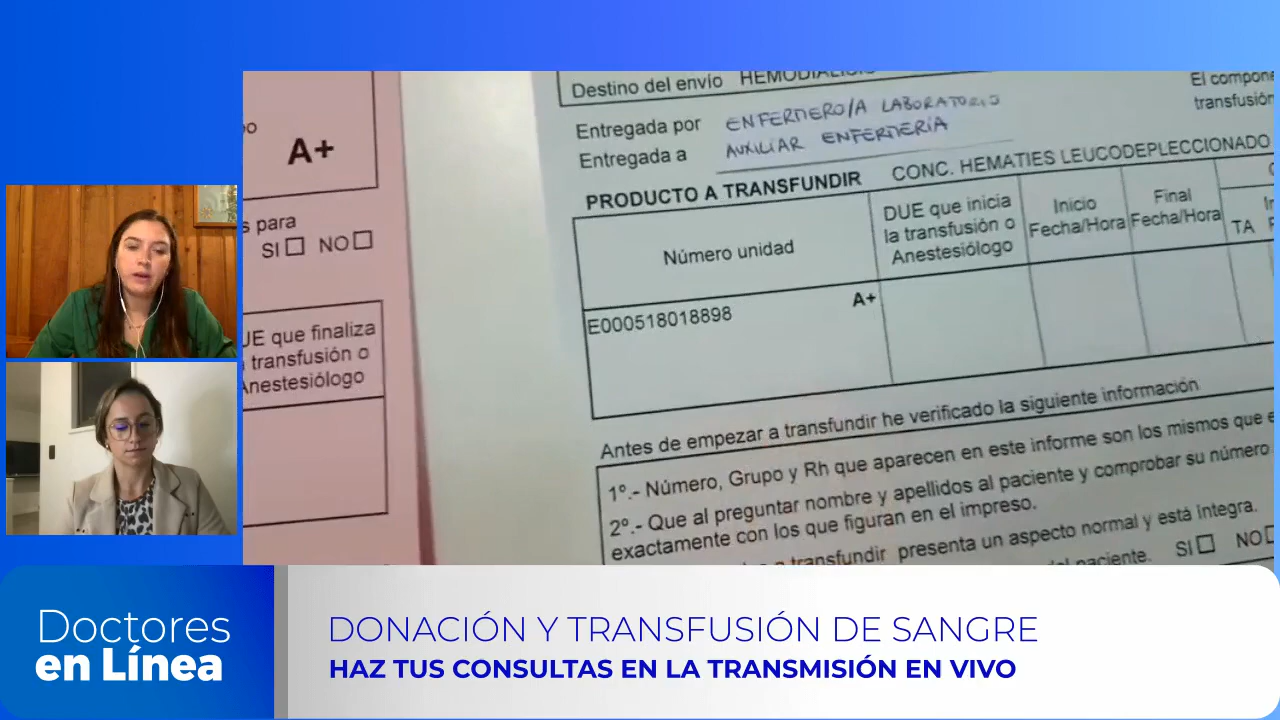 A+
s para
SI NO
UE que finaliza
transfusión o
Anestesiólogo
Destino del envío HEMODIALISIS
El compone
transfusión
Entregada por ENFERMERO/A LABORATORIO
Entregada a AUXILIAR ENFERMERIA
PRODUCTO A TRANSFUNDIR CONC. HEMATIES LEUCODEPLECCIONADO
Número unidad
DUE que inicia
la transfusión o
Anestesiólogo
Inicio
Fecha/Hora
Final
Fecha/Hora
TA
E000518018898 A+
Antes de empezar a transfundir he verificado la siguiente información
1º.- Número, Grupo y Rh que aparecen en este informe son los mismos que e
2º.- Que al preguntar nombre y apellidos al paciente y comprobar su número
exactamente con los que figuran en el impreso.
transfundir presenta un aspecto normal y está íntegra.
del paciente. SI NO
Doctores
en Línea
DONACIÓN Y TRANSFUSIÓN DE SANGRE
HAZ TUS CONSULTAS EN LA TRANSMISIÓN EN VIVO